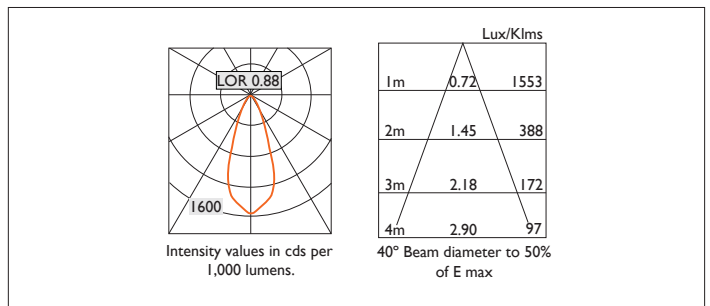 LOR 0.88
1600
Intensity values in cds per
1,000 lumens.
Lux/Klms
1m 0.72 1553
2m 1.45 388
3m 2.18 172
4m 2.90 97
40º Beam diameter to 50%
of E max